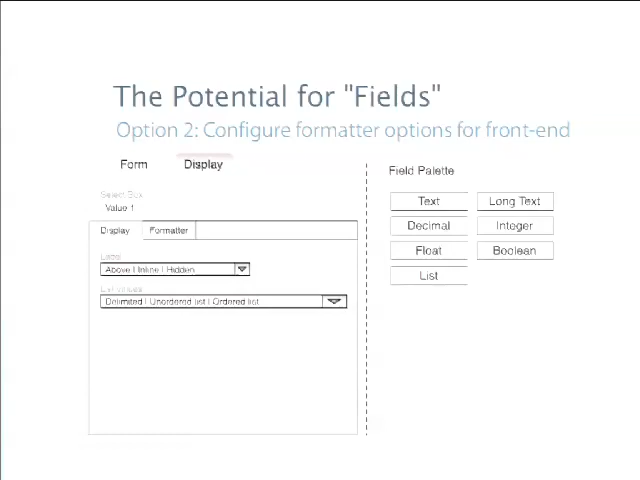 The Potential for "Fields"
Option 2: Configure formatter options for front-end
Form Display
Field Palette
Select Box
Value 1
Text Long Text
Decimal Integer
Float Boolean
List
Display Formatter
Label
Above | Inline | Hidden
List values
Delimited | Unordered list | Ordered list